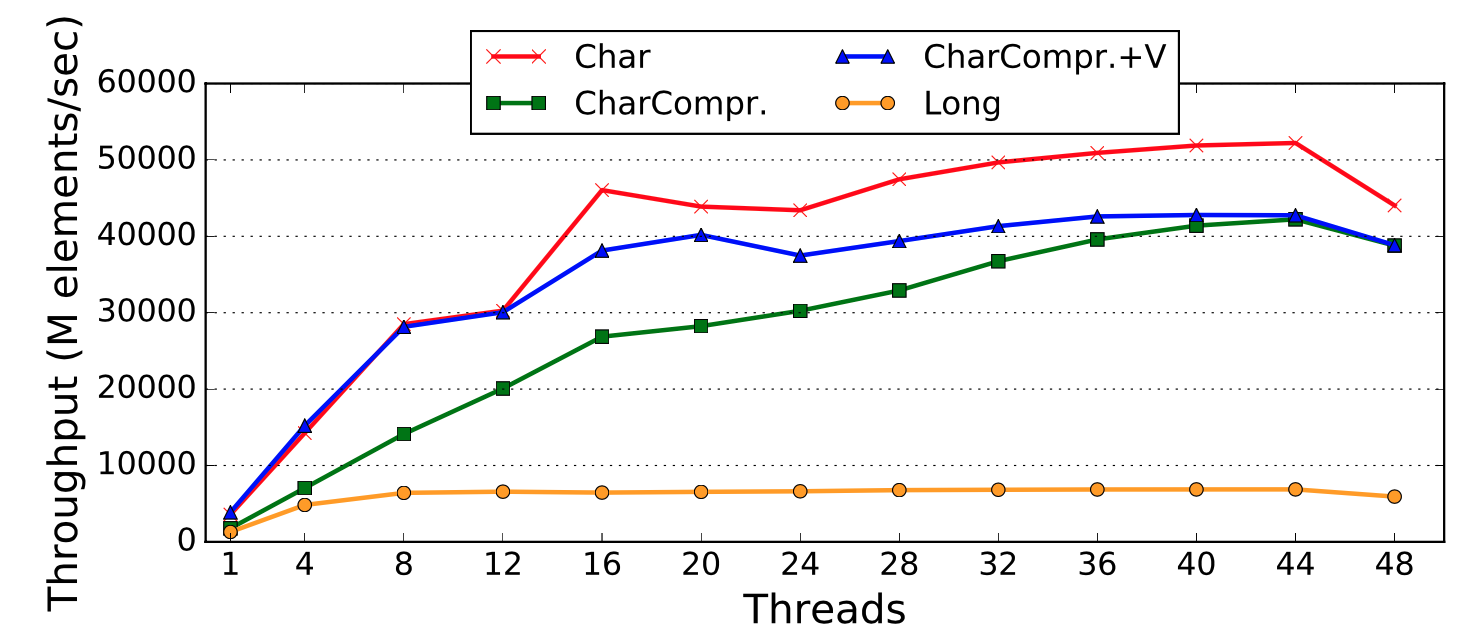 Char
CharCompr.
CharCompr.+V
Long
Throughput (M elements/sec)
60000
50000
40000
30000
20000
10000
0
1 4 8 12 16 20 24 28 32 36 40 44 48
Threads